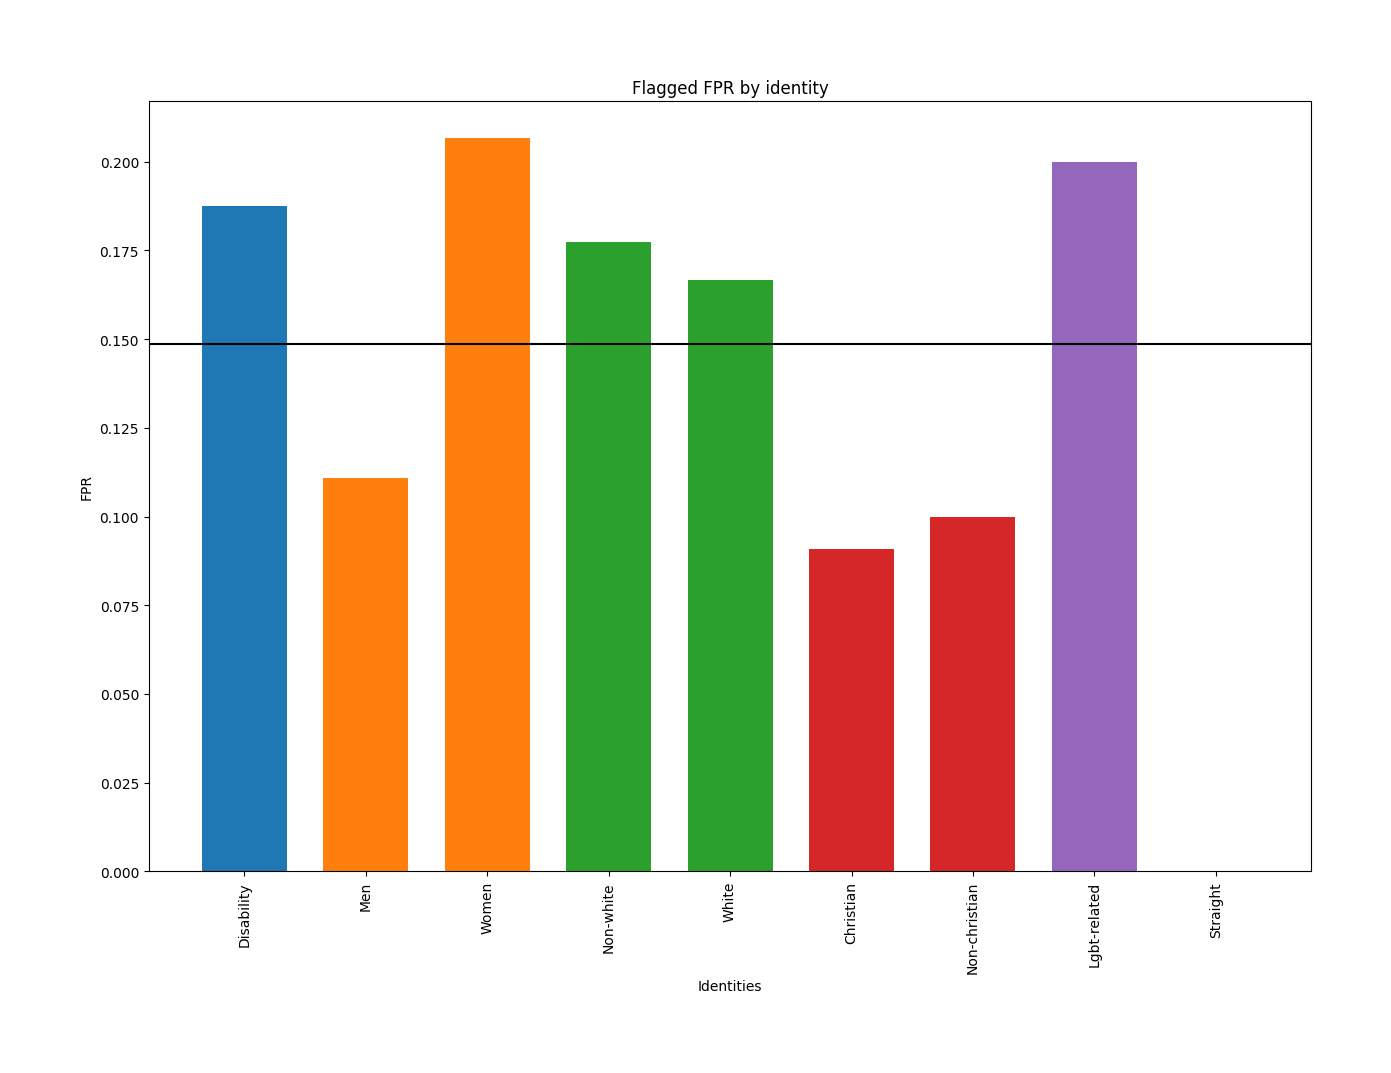 Flagged FPR by identity
0.200
0.175
0.150
0.125
0.100
0.075
0.050
0.025
0.000
FPR
Disability
Men
Women
Non-white
White
Christian
Non-christian
Lgbt-related
Straight
Identities